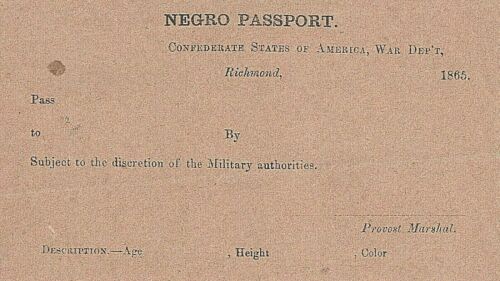 NEGRO PASSPORT.
CONFEDERATE STATES OF AMERICA, WAR DEP'T,
Richmond, 1865.
Pass
to By
Subject to the discretion of the Military authorities.
Provost Marshal.
DESCRIPTION.—Age , Height , Color